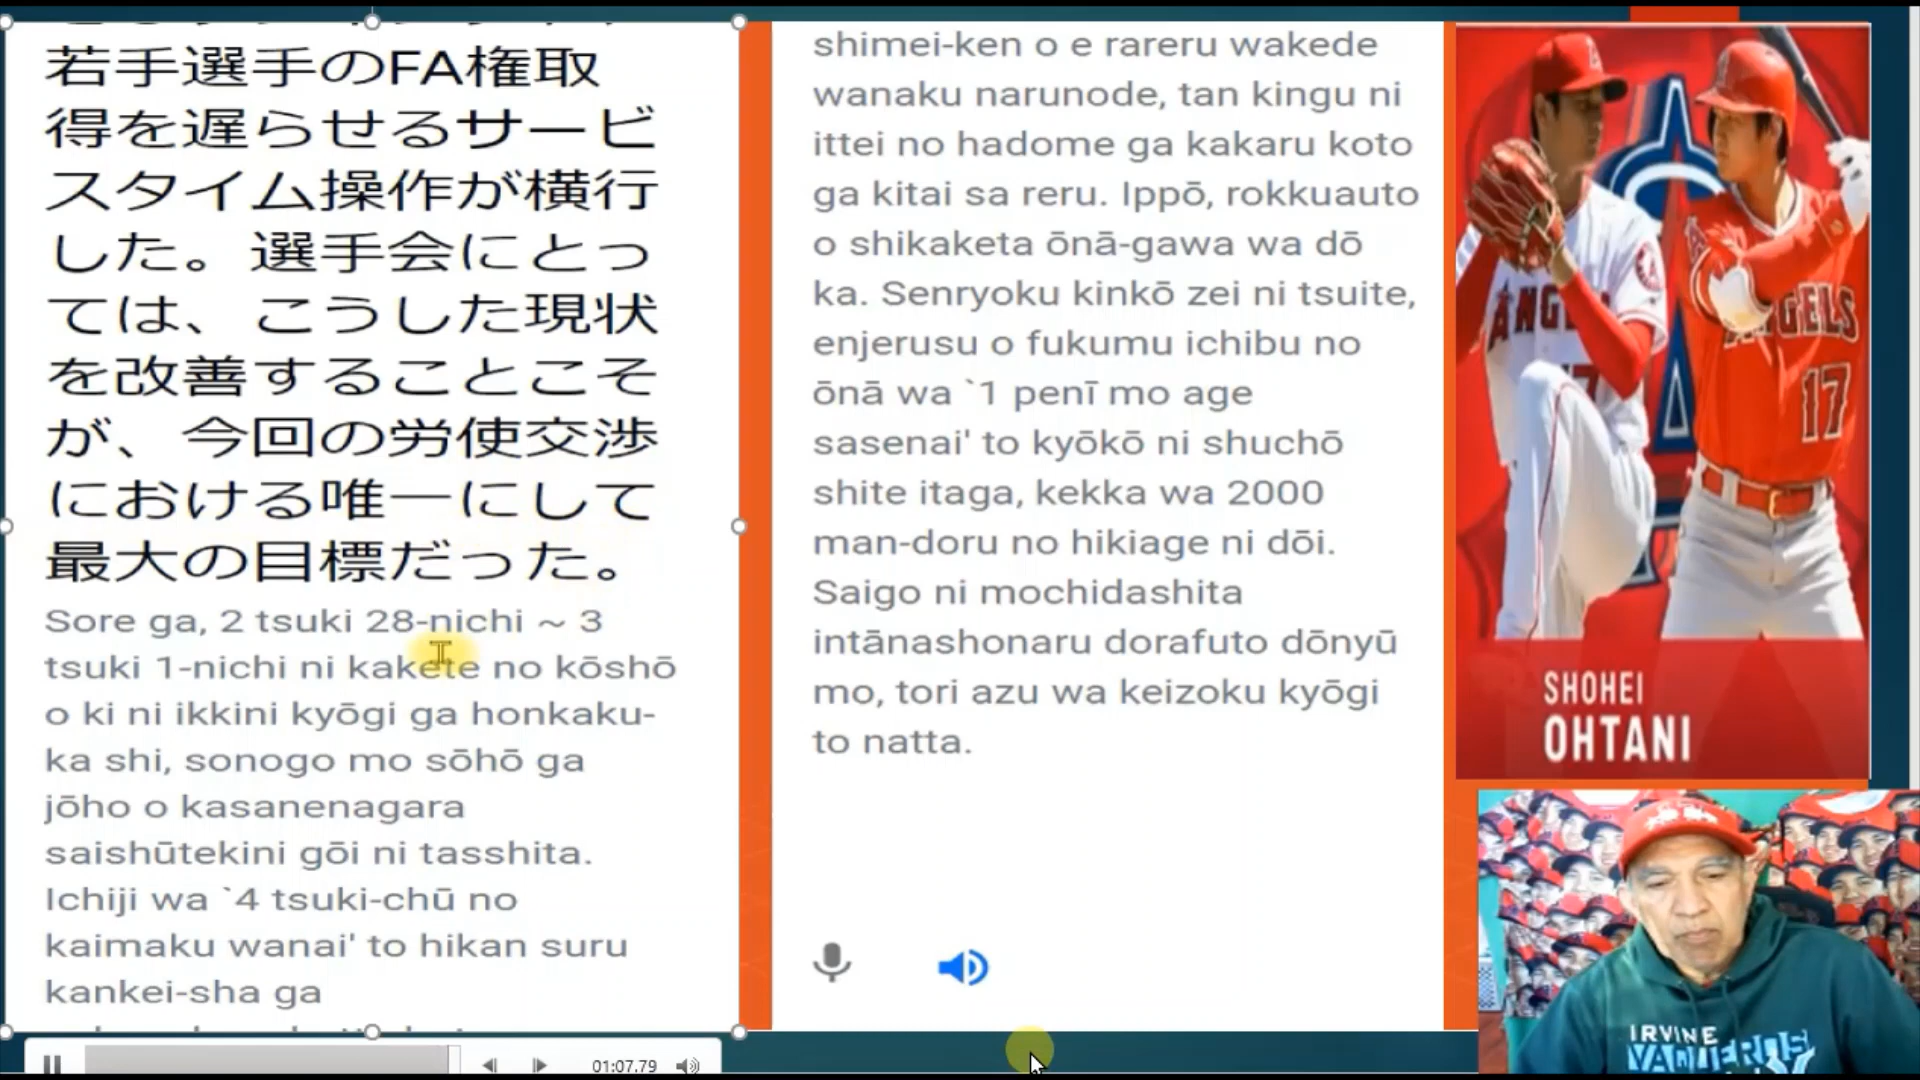 若手選手のFA権取
得を遅らせるサービ
スタイム操作が横行
した。選手会にとっ
ては、こうした現状
を改善することこそ
が、今回の労使交渉
における唯一にして
最大の目標だった。
Sore ga, 2 tsuki 28-nichi ~ 3
tsuki 1-nichi ni kakete no kōshō
o ki ni ikkini kyōgi ga honkaku-
ka shi, sonogo mo sōhō ga
jōho o kasanenagara
saishūtekini gōi ni tasshita.
Ichiji wa `4 tsuki-chū no
kaimaku wanai' to hikan suru
kankei-sha ga
shimei-ken o e rareru wakede
wanaku narunode, tan kingu ni
ittei no hadome ga kakaru koto
ga kitai sa reru. Ippō, rokkuauto
o shikaketa ōnā-gawa wa dō
ka. Senryoku kinkō zei ni tsuite,
enjerusu o fukumu ichibu no
ōnā wa `1 penī mo age
sasenai' to kyōkō ni shuchō
shite itaga, kekka wa 2000
man-doru no hikiage ni dōi.
Saigo ni mochidashita
intānashonaru dorafuto dōnyū
mo, tori azu wa keizoku kyōgi
to natta.
ANGELS
17
SHOHEI
OHTANI
IRVINE
VAQUEROS
01:07.79